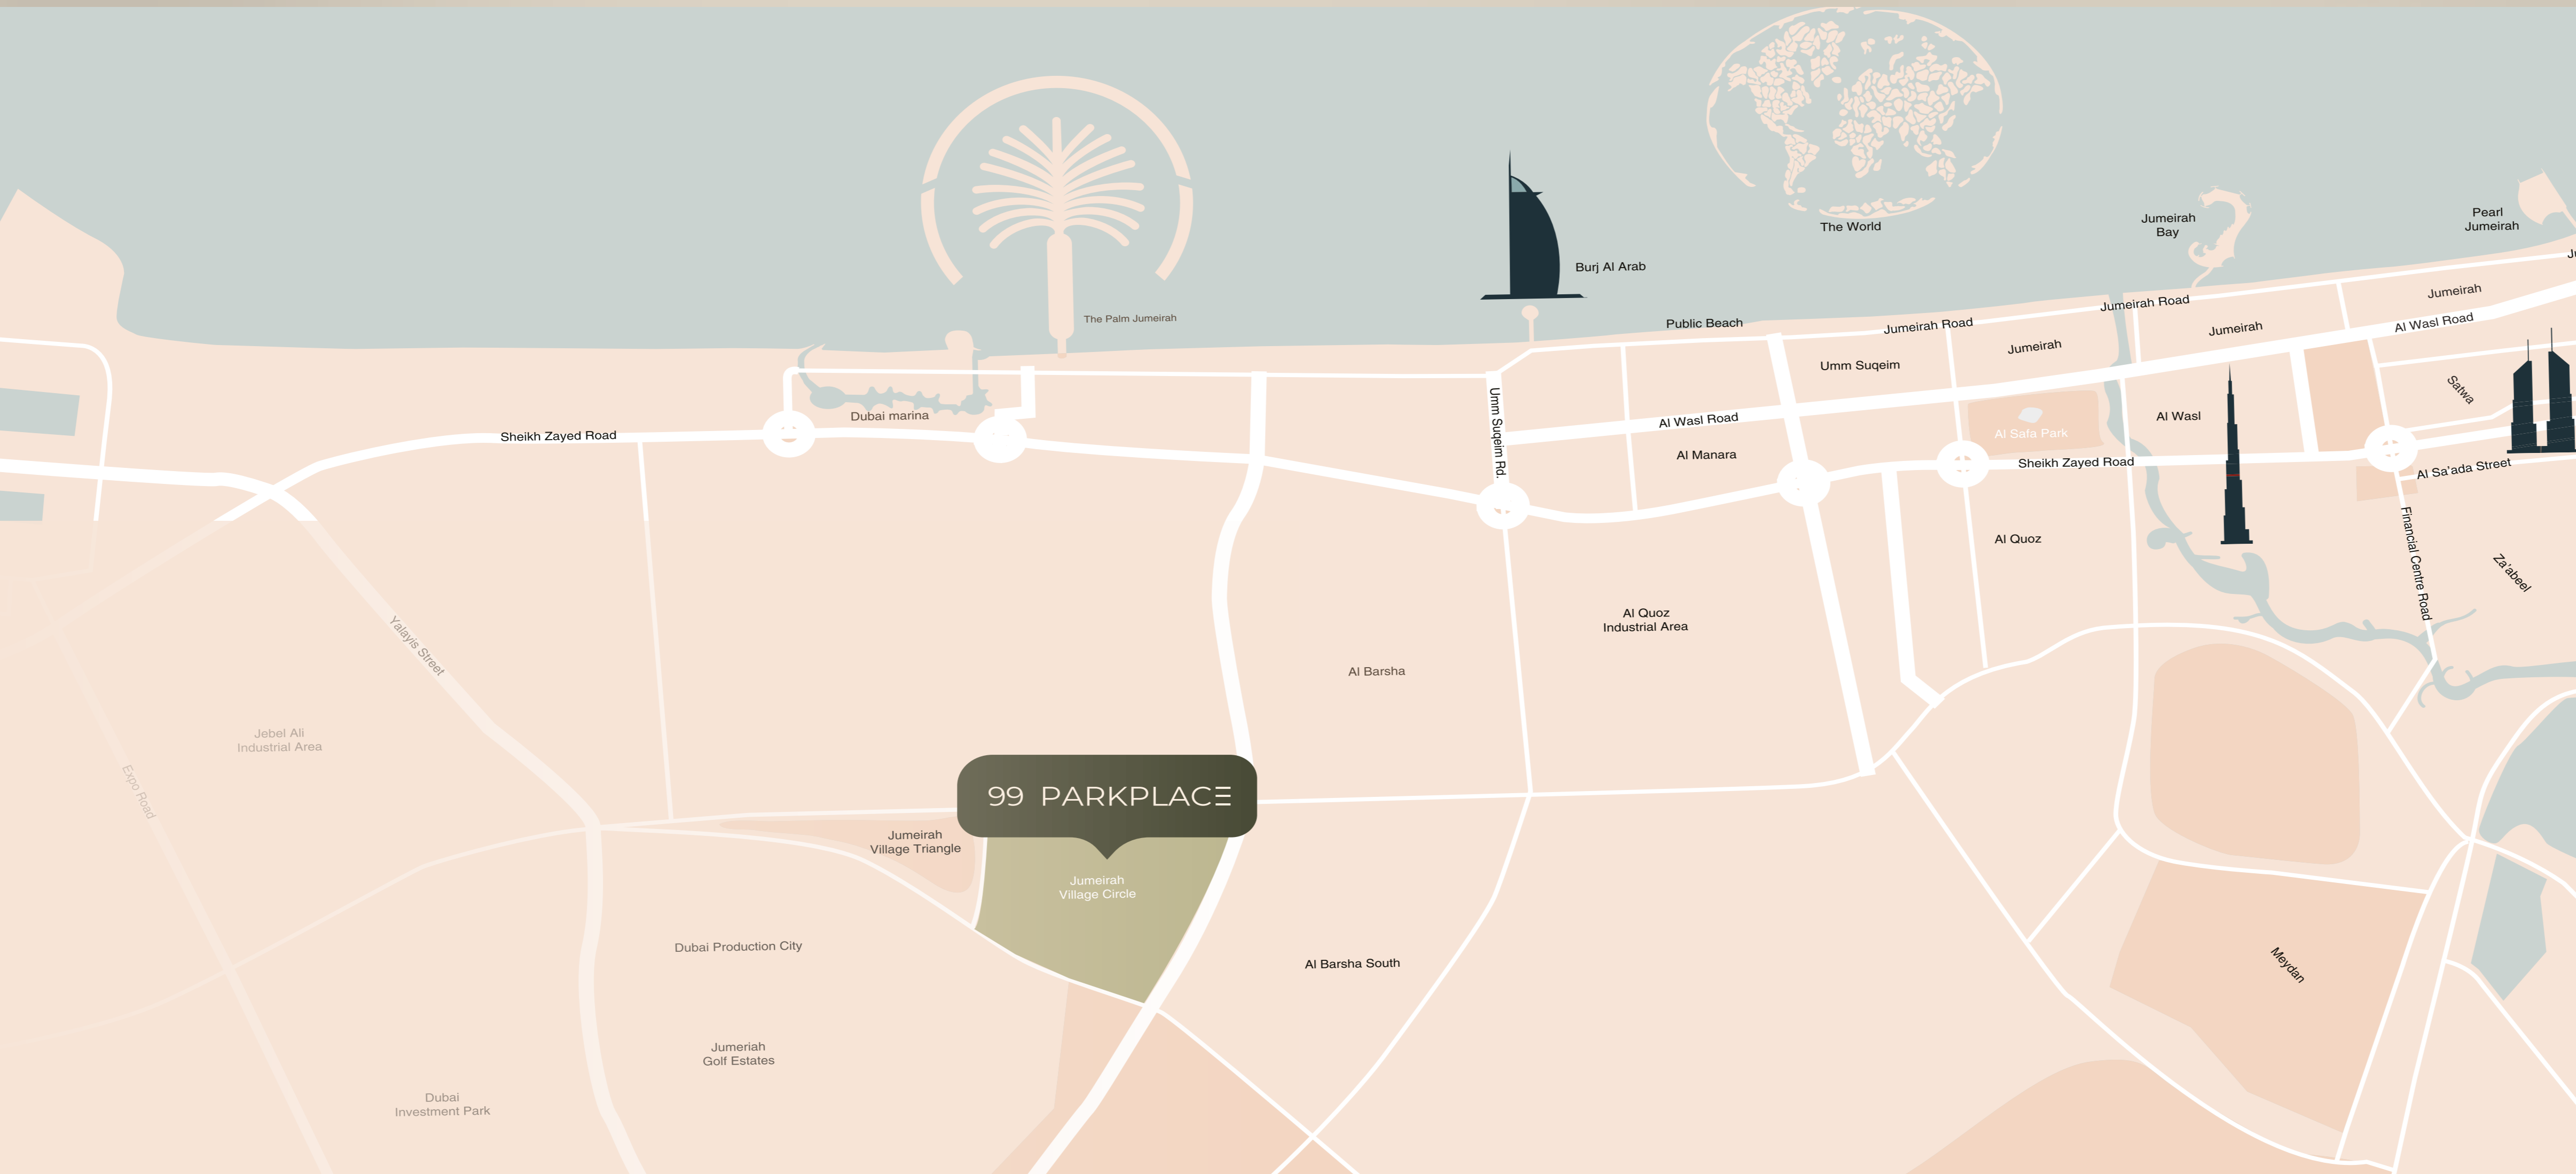 The World
Jumeirah
Bay
Pearl
Jumeirah
Burj Al Arab
The Palm Jumeirah
Public Beach
Jumeirah Road
Jumeirah Road
Jumeirah
Jumeirah
Jumeirah
Al Wasl Road
Umm Suqeim
Umm Suqeim Rd.
Satwa
Dubai marina
Sheikh Zayed Road
Al Wasl Road
Al Wasl
Al Safa Park
Al Manara
Sheikh Zayed Road
Al Sa'ada Street
Al Quoz
Financial Centre Road
Za'abeel
Al Quoz
Industrial Area
Yalayis Street
Al Barsha
Jebel Ali
Industrial Area
Expo Road
99 PARKPLACE
Jumeirah
Village Triangle
Jumeirah
Village Circle
Dubai Production City
Al Barsha South
Meydan
Jumeriah
Golf Estates
Dubai
Investment Park